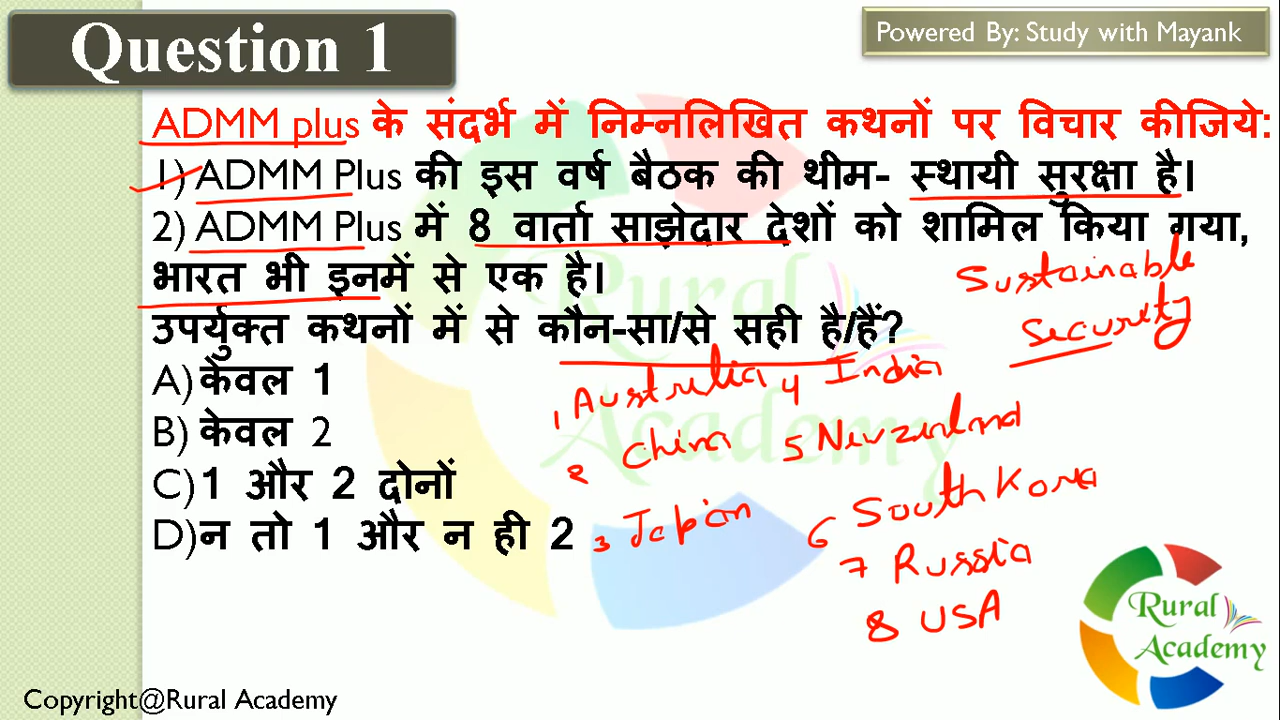 Question 1
Powered By: Study with Mayank
ADMM plus के संदर्भ में निम्नलिखित कथनों पर विचार कीजिये:
1) ADMM Plus की इस वर्ष बैठक की थीम- स्थायी सुरक्षा है।
2) ADMM Plus में 8 वार्ता साझेदार देशों को शामिल किया गया,
भारत भी इनमें से एक है।
Sustainable
Security
उपर्युक्त कथनों में से कौन-सा/से सही है/हैं?
A) केवल 1
B) केवल 2
C) 1 और 2 दोनों
D) न तो 1 और न ही 2
1 Australia
2 China
3 Japan
4 India
5 Newzealand
6 South Korea
7 Russia
8 USA
Rural
Academy
Rural
Academy
Copyright@Rural Academy